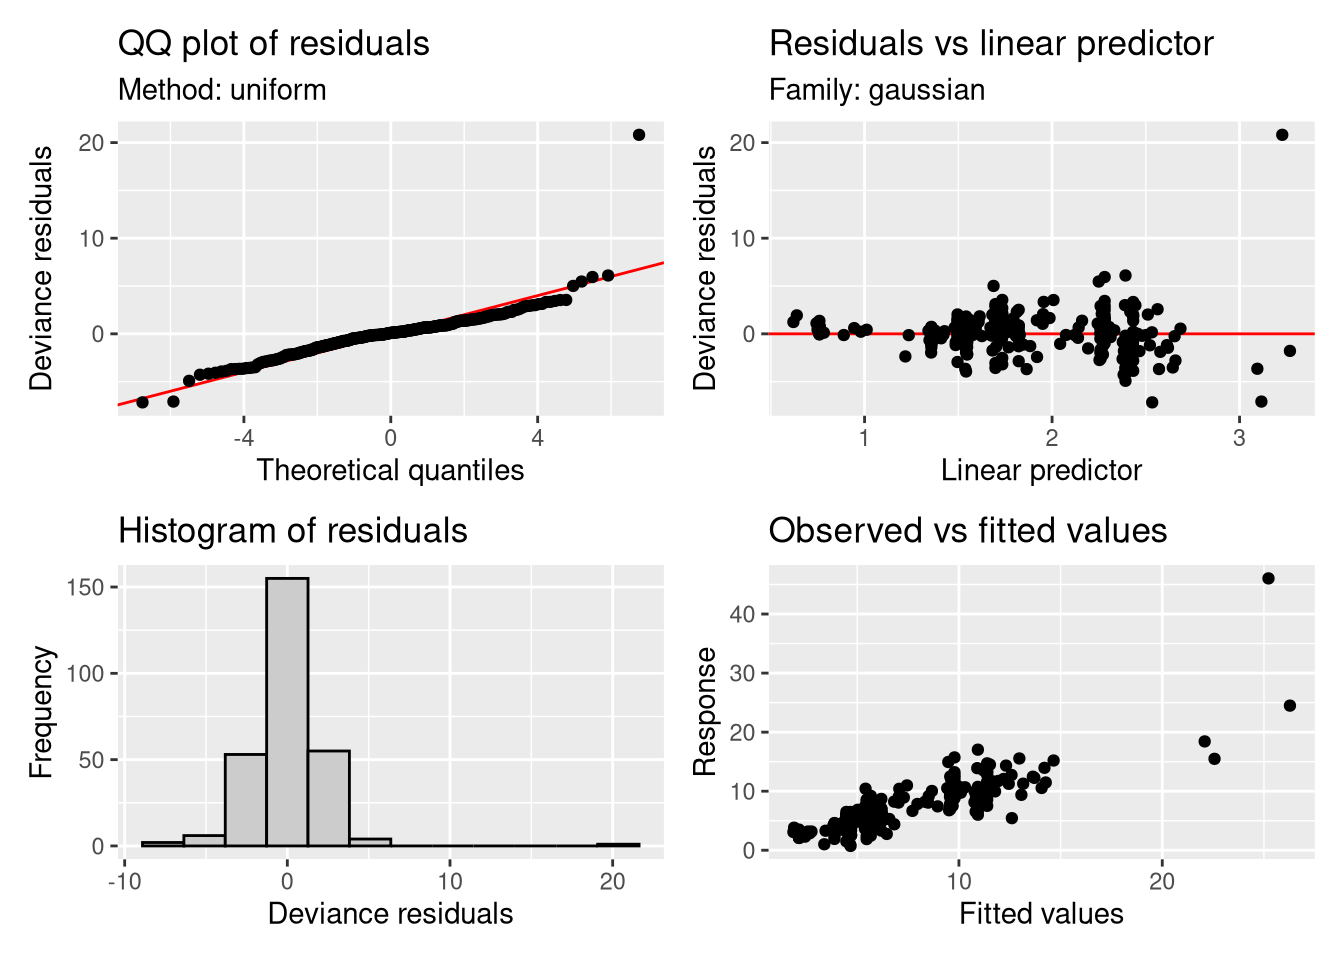 QQ plot of residuals
Method: uniform
Deviance residuals
20
10
0
-4
0
4
Theoretical quantiles
Residuals vs linear predictor
Family: gaussian
Deviance residuals
20
10
0
1
2
3
Linear predictor
Histogram of residuals
Frequency
150
100
50
0
-10
0
10
20
Deviance residuals
Observed vs fitted values
Response
40
30
20
10
0
10
20
Fitted values